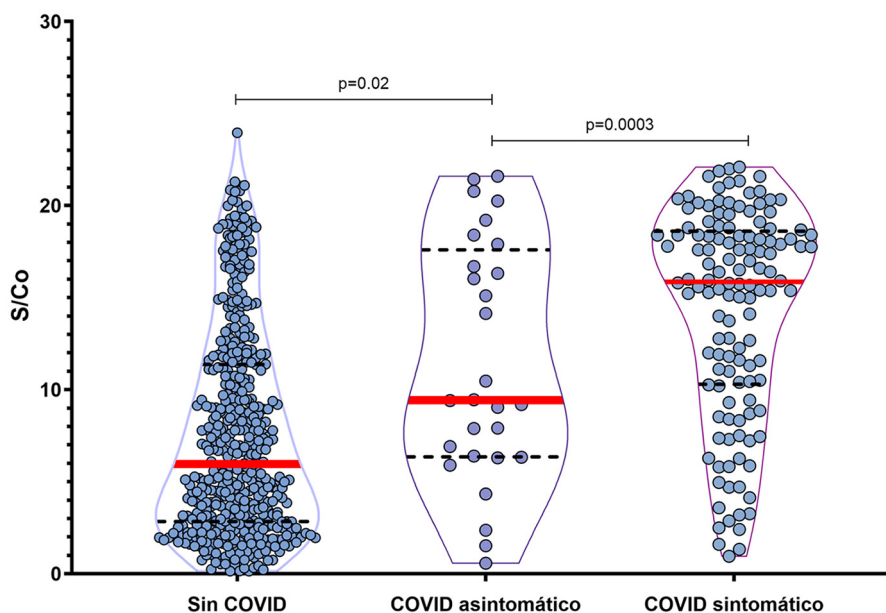 30
p=0.02
p=0.0003
20
S/Co
10
0
Sin COVID
COVID asintomático
COVID sintomático